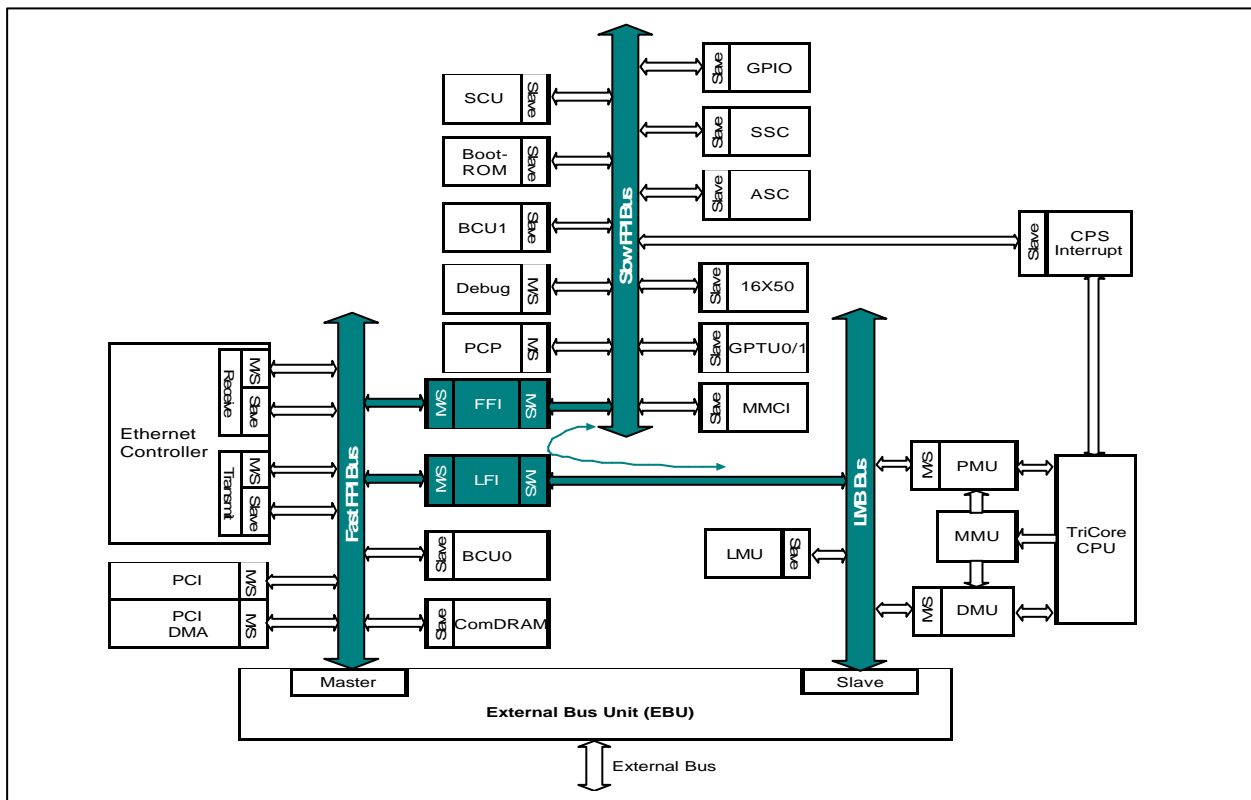 SCU
Slave
Boot-
ROM
Slave
BCU1
Slave
Debug
M/S
PCP
M/S
Slow FPI Bus
Slave
GPIO
Slave
SSC
Slave
ASC
Slave
CPS
Interrupt
Slave
16X50
Slave
GPTU0/1
Slave
MMCI
Ethernet
Controller
Receive
M/S
Slave
Transmit
M/S
Slave
PCI
M/S
PCI
DMA
M/S
Fast FPI Bus
M/S
FFI
M/S
M/S
LFI
M/S
Slave
BCU0
Slave
ComDRAM
LMB Bus
LMU
Slave
M/S
PMU
MMU
M/S
DMU
TriCore
CPU
Master
Slave
External Bus Unit (EBU)
External Bus